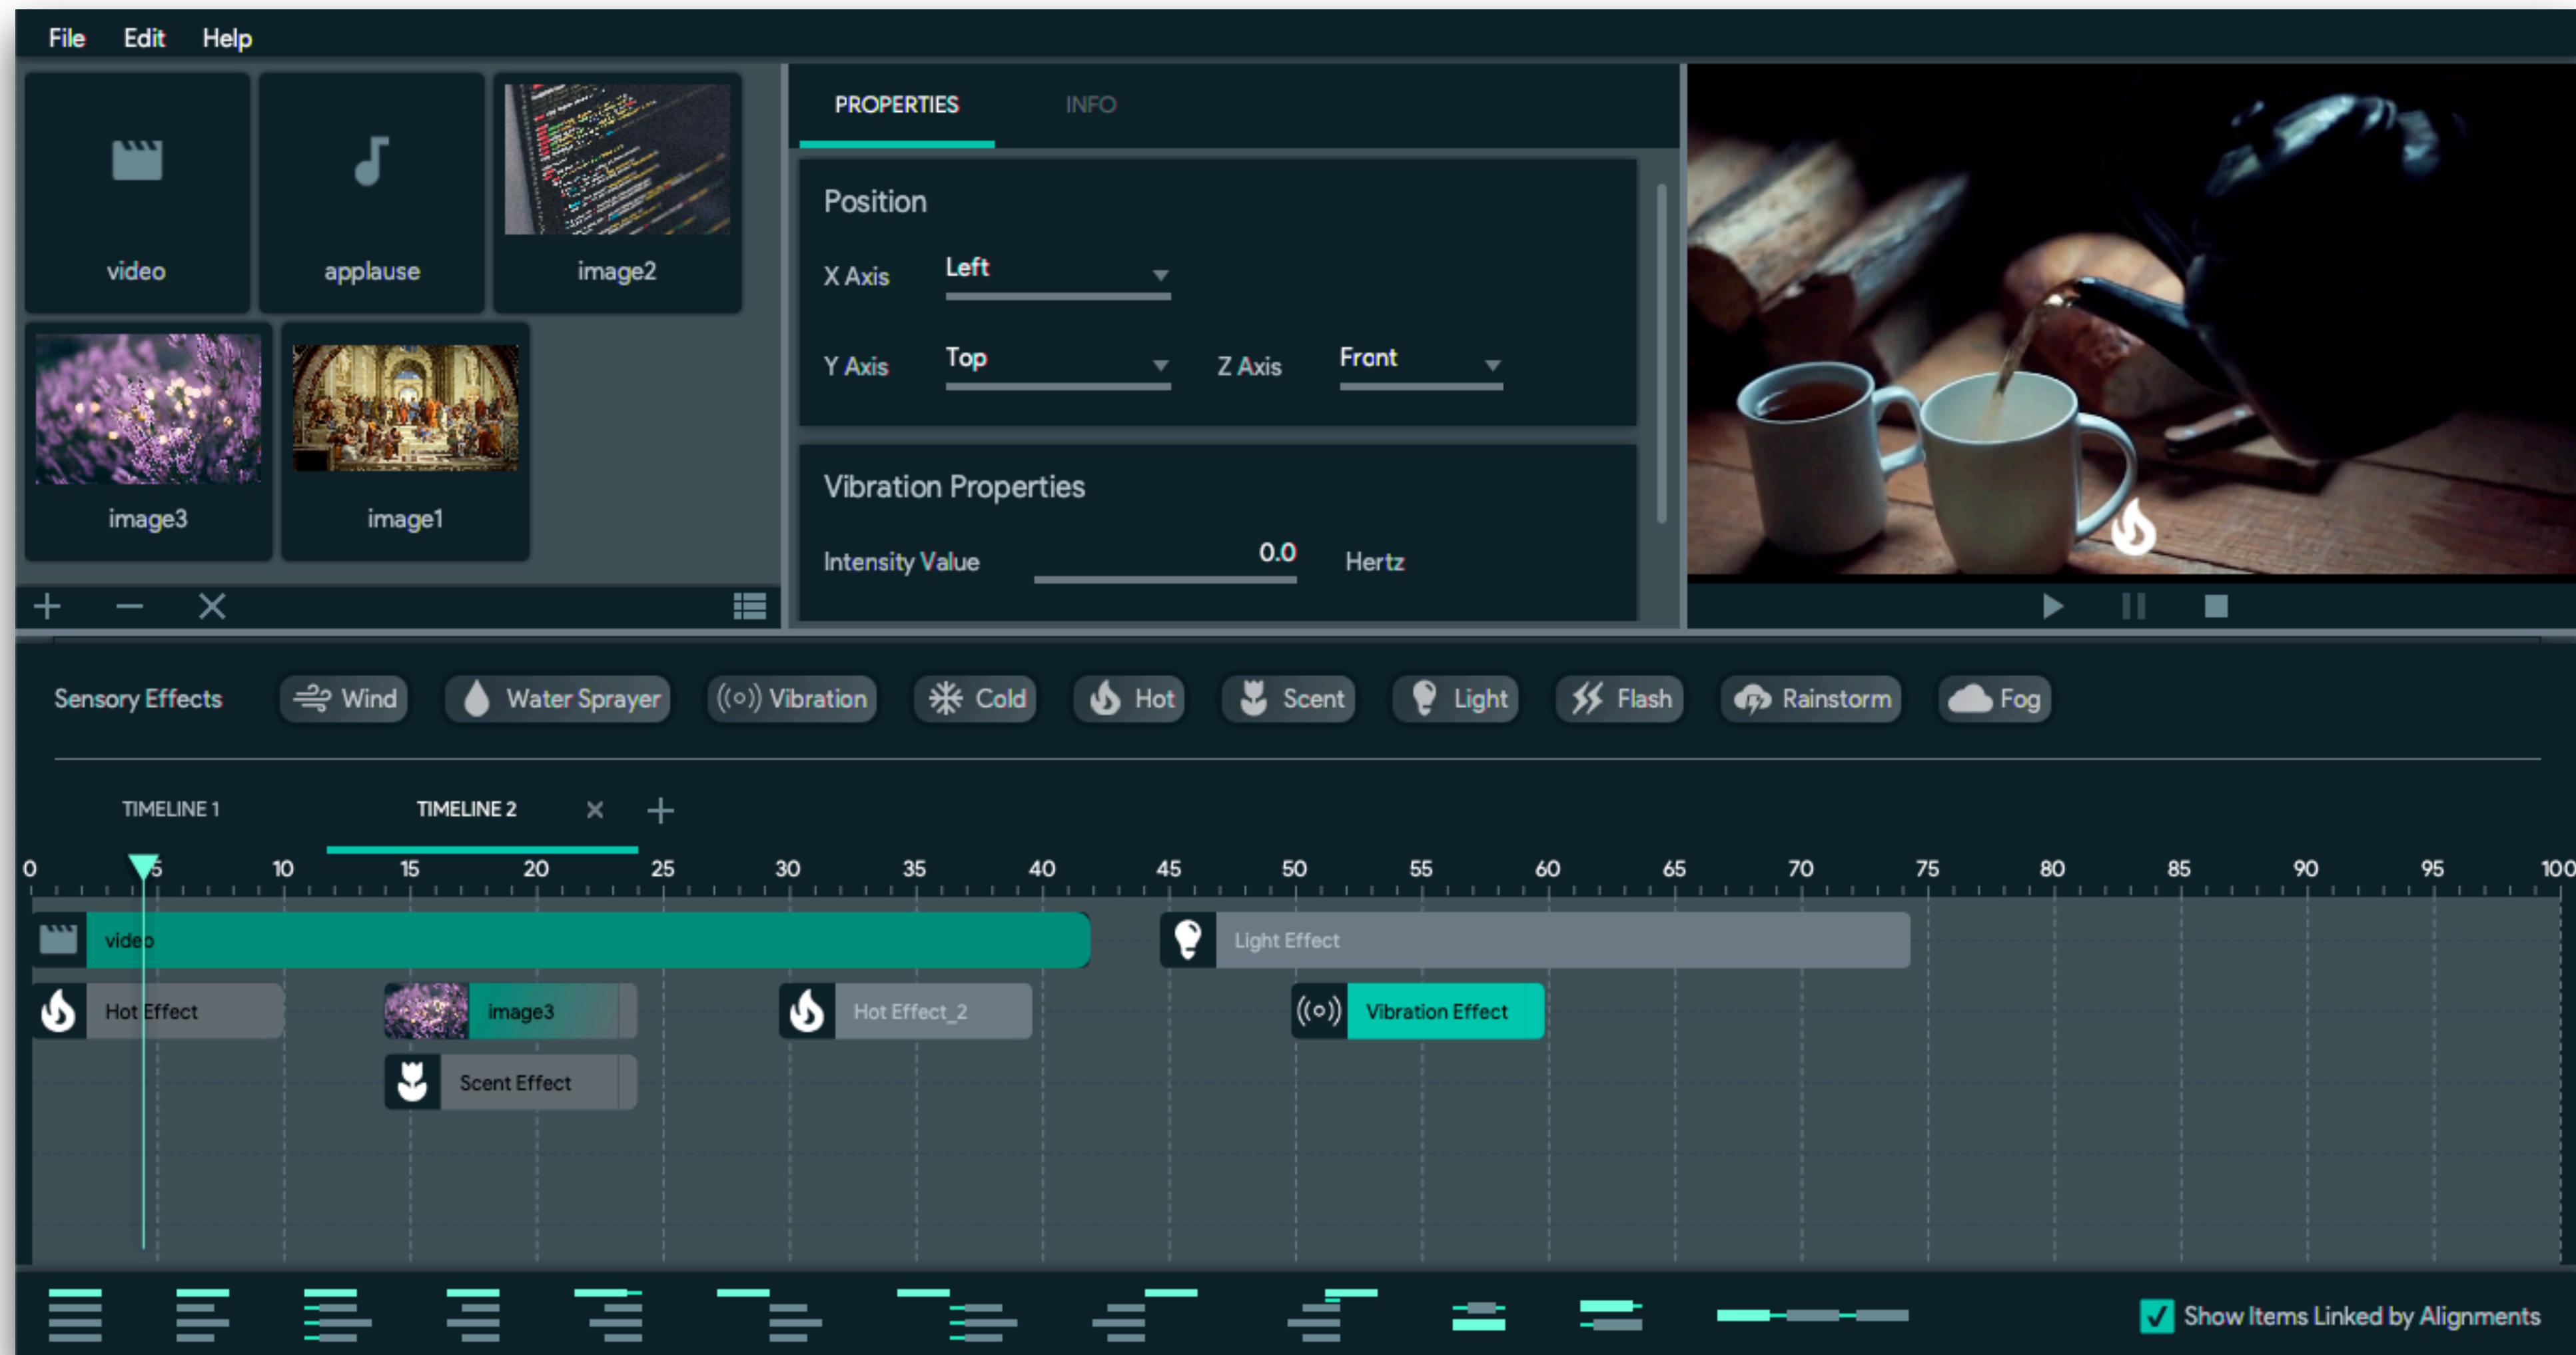 File Edit Help
video applause image2
image3 image1
PROPERTIES INFO
Position
X Axis Left
Y Axis Top Z Axis Front
Vibration Properties
Intensity Value 0.0 Hertz
Sensory Effects Wind Water Sprayer Vibration Cold Hot Scent Light Flash Rainstorm Fog
TIMELINE 1 TIMELINE 2
0 5 10 15 20 25 30 35 40 45 50 55 60 65 70 75 80 85 90 95 100
video Light Effect
Hot Effect image3 Hot Effect_2 Vibration Effect
Scent Effect
Show Items Linked by Alignments